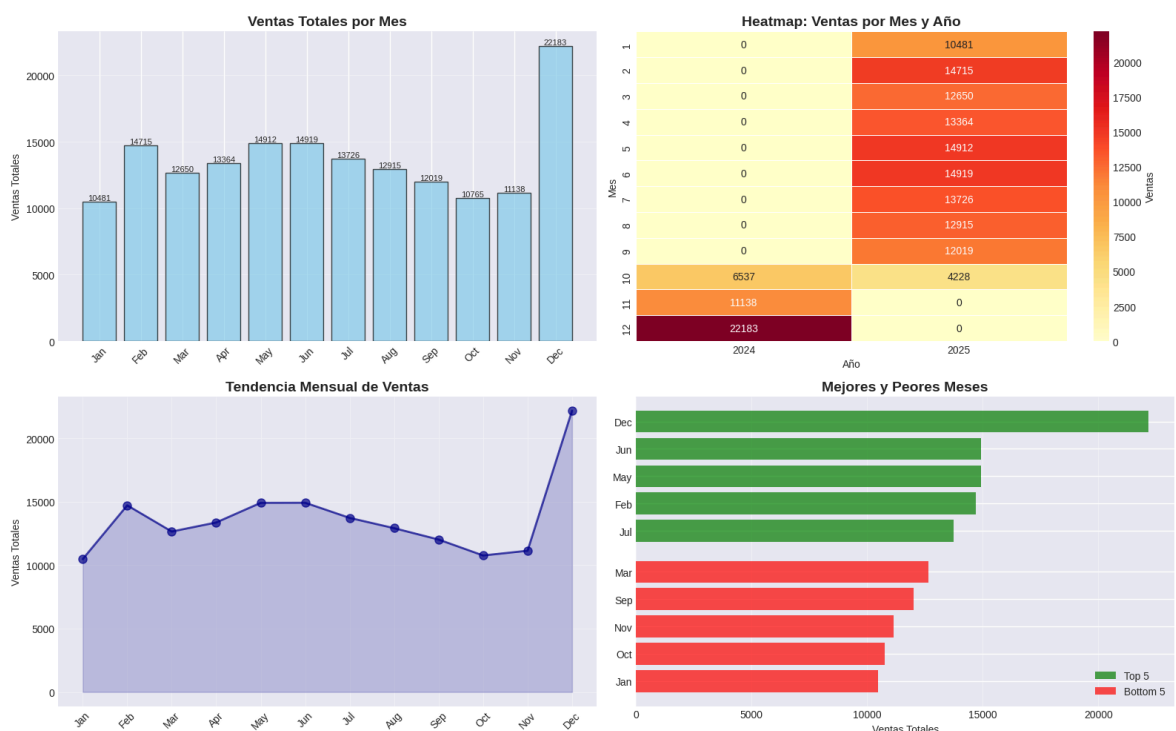 Ventas Totales por Mes
Ventas Totales
20000
15000
10000
5000
0
10481
14715
12650
13364
14912
14919
13726
12915
12019
10765
11138
22183
Jan
Feb
Mar
Apr
May
Jun
Jul
Aug
Sep
Oct
Nov
Dec
Heatmap: Ventas por Mes y Año
Mes
1 0 10481
2 0 14715
3 0 12650
4 0 13364
5 0 14912
6 0 14919
7 0 13726
8 0 12915
9 0 12019
10 6537 4228
11 11138 0
12 22183 0
2024 2025
Año
20000
17500
15000
12500
10000
7500
5000
2500
0
Ventas
Tendencia Mensual de Ventas
Ventas Totales
20000
15000
10000
5000
0
Jan
Feb
Mar
Apr
May
Jun
Jul
Aug
Sep
Oct
Nov
Dec
Mejores y Peores Meses
Dec
Jun
May
Feb
Jul
Mar
Sep
Nov
Oct
Jan
Top 5
Bottom 5
0 5000 10000 15000 20000
Ventas Totales